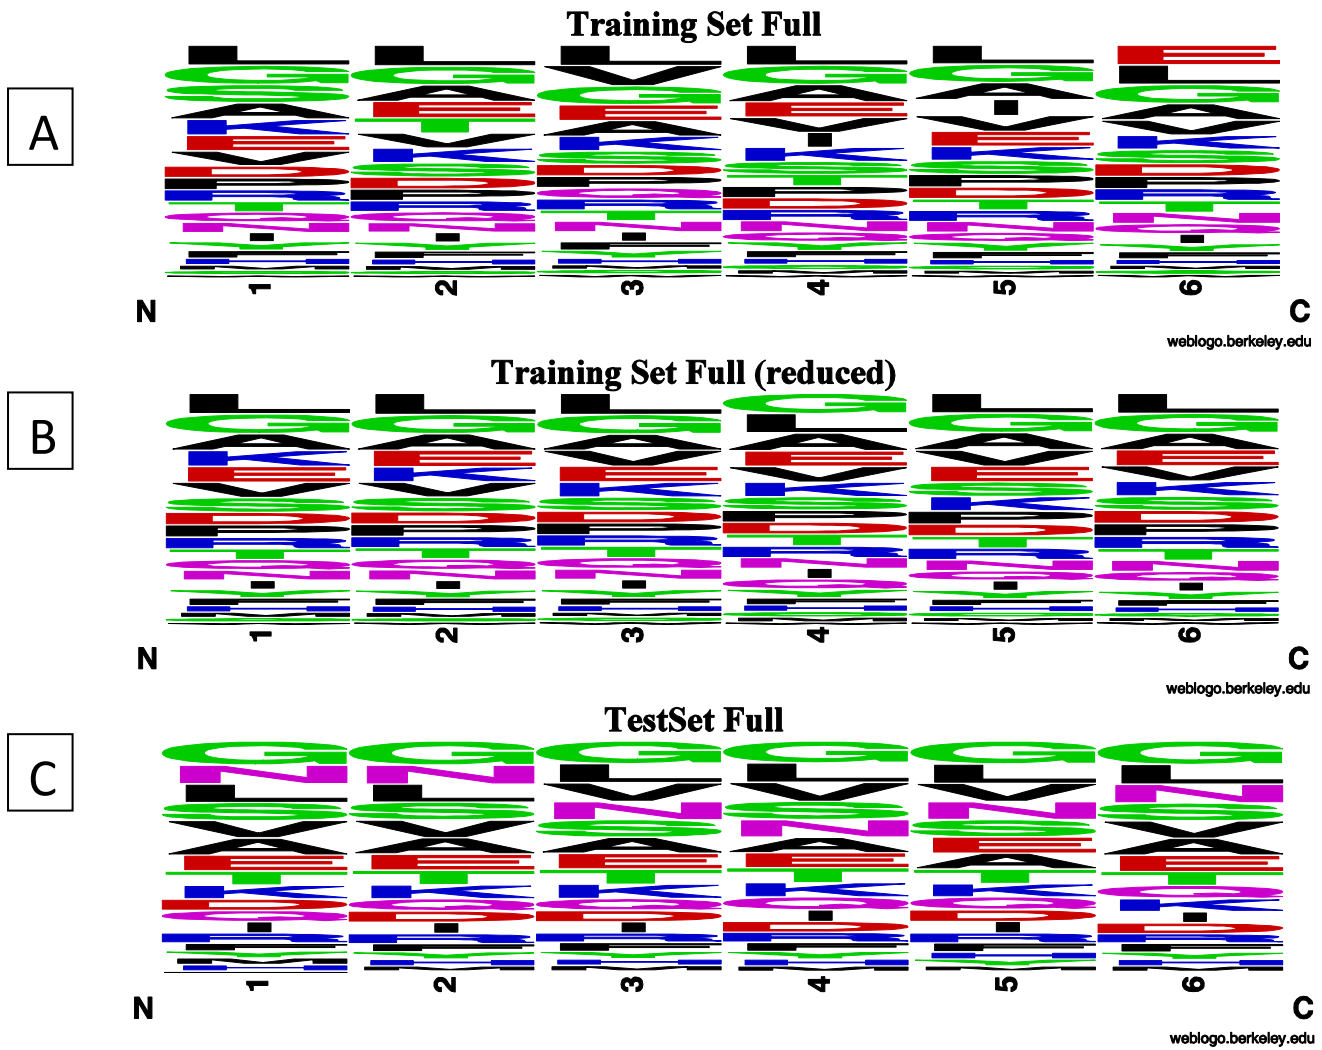 Training Set Full
A
1 2 3 4 5 6
N C
weblogo.berkeley.edu
Training Set Full (reduced)
B
1 2 3 4 5 6
N C
weblogo.berkeley.edu
TestSet Full
C
1 2 3 4 5 6
N C
weblogo.berkeley.edu